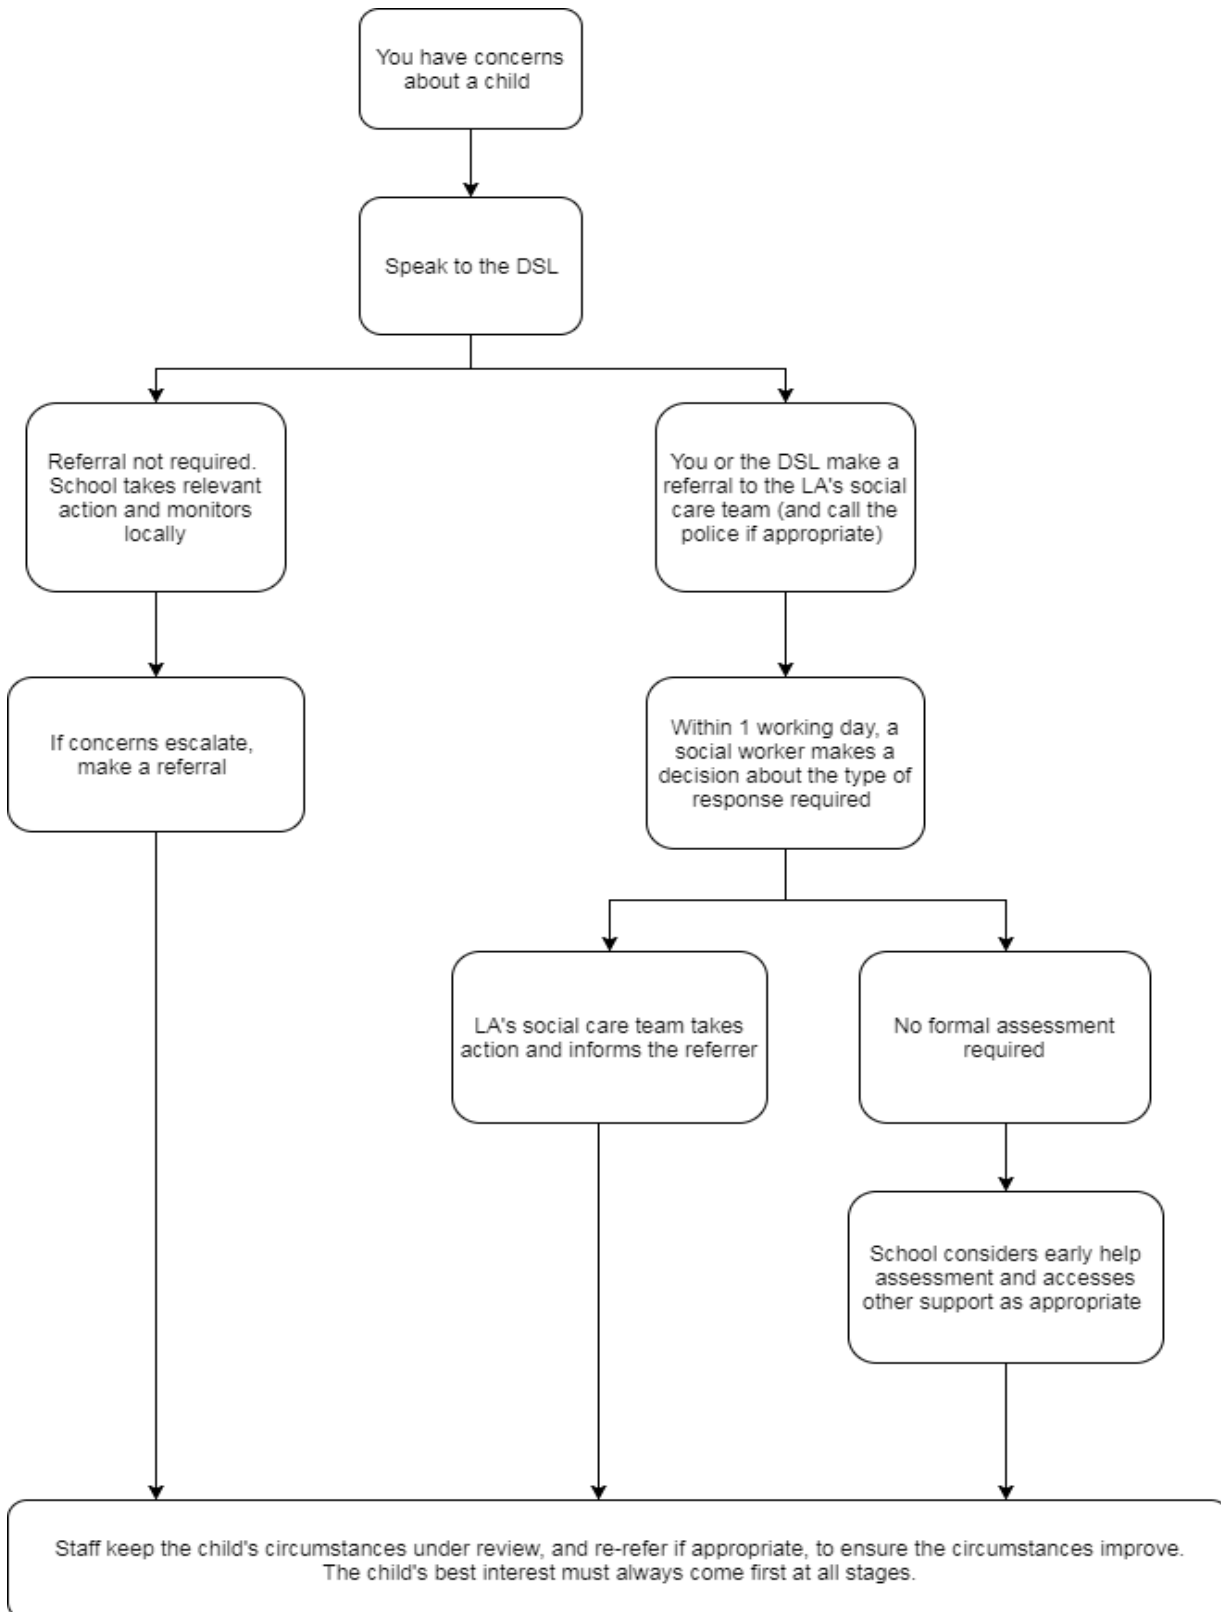 You have concerns
about a child
Speak to the DSL
Referral not required.
School takes relevant
action and monitors
locally
You or the DSL make a
referral to the LA's social
care team (and call the
police if appropriate)
If concerns escalate,
make a referral
Within 1 working day, a
social worker makes a
decision about the type of
response required
LA's social care team takes
action and informs the referrer
No formal assessment
required
School considers early help
assessment and accesses
other support as appropriate
Staff keep the child's circumstances under review, and re-refer if appropriate, to ensure the circumstances improve.
The child's best interest must always come first at all stages.